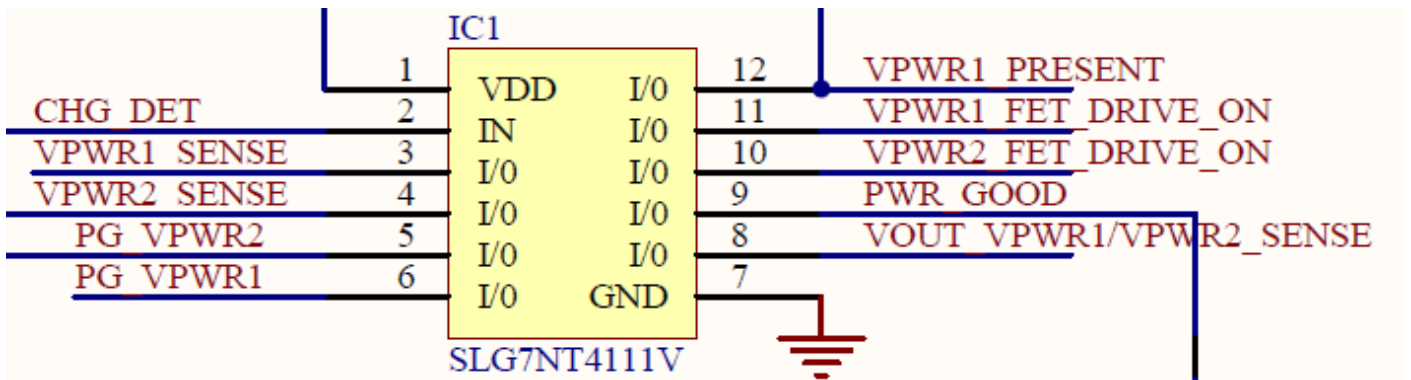 IC1
1 VDD I/0 12 VPWR1_PRESENT
CHG_DET 2 IN I/0 11 VPWR1_FET_DRIVE_ON
VPWR1_SENSE 3 I/0 I/0 10 VPWR2_FET_DRIVE_ON
VPWR2_SENSE 4 I/0 I/0 9 PWR_GOOD
PG_VPWR2 5 I/0 I/0 8 VOUT_VPWR1/VPWR2_SENSE
PG_VPWR1 6 I/0 GND 7
SLG7NT4111V